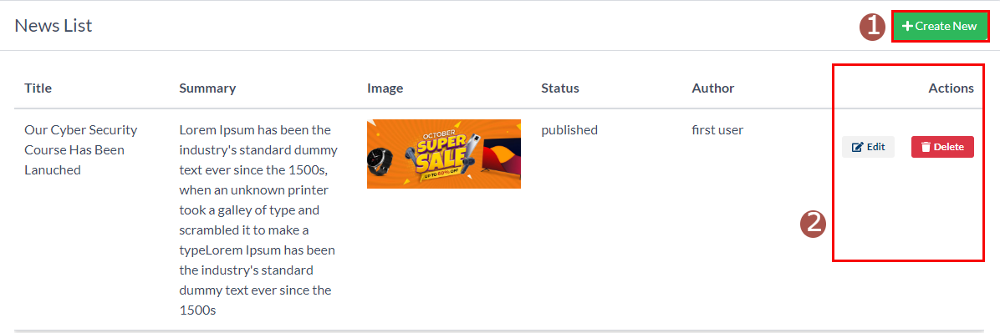 News List
1
Create New
Title
Summary
Image
Status
Author
Actions
Our Cyber Security
Course Has Been
Lanuched
Lorem Ipsum has been the
industry's standard dummy
text ever since the 1500s,
when an unknown printer
took a galley of type and
scrambled it to make a
typeLorem Ipsum has been
the industry's standard
dummy text ever since the
1500s
OCTOBER
SUPER
SALE
UP TO 60% OFF
published
first user
Edit
Delete
2